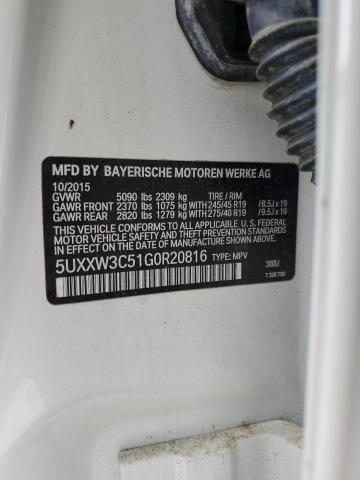 MFD BY BAYERISCHE MOTOREN WERKE AG
10/2015
GVWR 5090 lbs 2309 kg TIRE / RIM
GAWR FRONT 2370 lbs 1075 kg WITH 245/45 R19 / 8.5J x 19
GAWR REAR 2820 lbs 1279 kg WITH 275/40 R19 / 9.5J x 19
THIS VEHICLE CONFORMS TO ALL APPLICABLE U.S. FEDERAL
MOTOR VEHICLE SAFETY STANDARDS IN EFFECT ON THE
DATE OF MANUFACTURE SHOWN ABOVE.
5UXXW3C51G0R20816 TYPE: MPV
300U
T 320 730